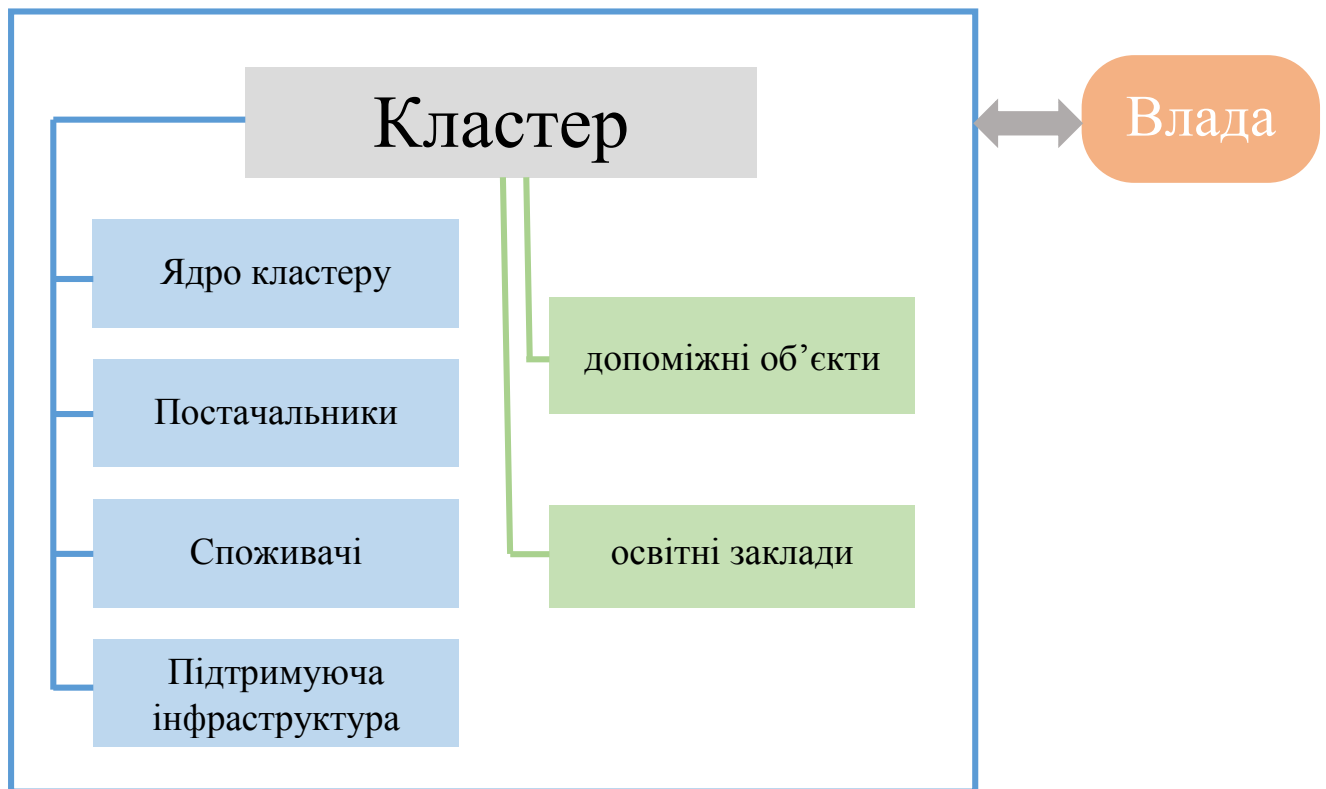 Кластер
Влада
Ядро кластеру
Постачальники
Споживачі
Підтримуюча
інфраструктура
допоміжні об’єкти
освітні заклади